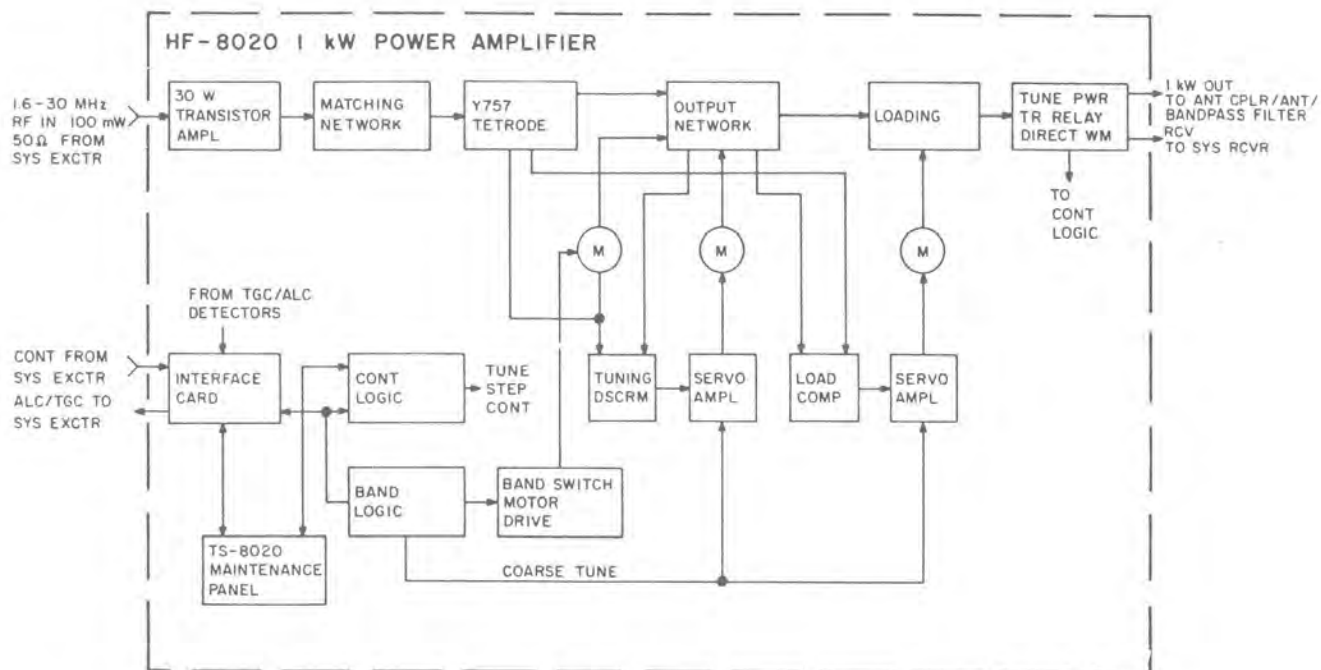 HF-8020 1 kW POWER AMPLIFIER
1.6-30 MHz
RF IN 100 mW
50Ω FROM
SYS EXCTR
30 W
TRANSISTOR
AMPL
MATCHING
NETWORK
Y757
TETRODE
OUTPUT
NETWORK
LOADING
TUNE PWR
TR RELAY
DIRECT WM
1 kW OUT
TO ANT CPLR/ANT/
BANDPASS FILTER
RCV
TO SYS RCVR
TO
CONT
LOGIC
M
M
M
FROM TGC/ALC
DETECTORS
CONT FROM
SYS EXCTR
ALC/TGC TO
SYS EXCTR
INTERFACE
CARD
CONT
LOGIC
TUNE
STEP
CONT
TUNING
DSCRM
SERVO
AMPL
LOAD
COMP
SERVO
AMPL
BAND
LOGIC
BAND SWITCH
MOTOR
DRIVE
TS-8020
MAINTENANCE
PANEL
COARSE TUNE